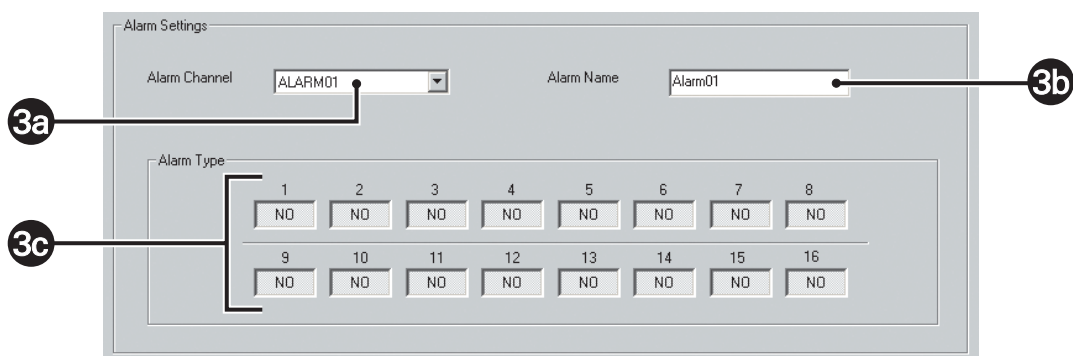 Alarm Settings
Alarm Channel ALARM01 Alarm Name Alarm01
3a 3b
Alarm Type
1 2 3 4 5 6 7 8
NO NO NO NO NO NO NO NO
3c
9 10 11 12 13 14 15 16
NO NO NO NO NO NO NO NO